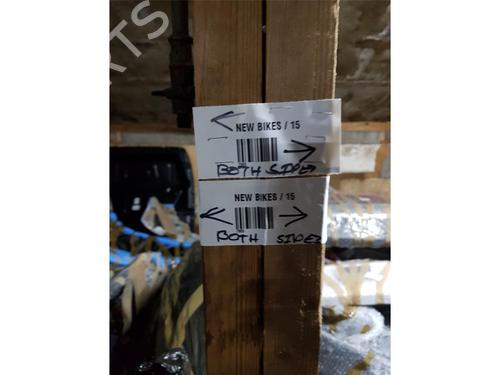 NEW BIKES / 15
BOTH SIDES
NEW BIKES / 15
BOTH SIDES